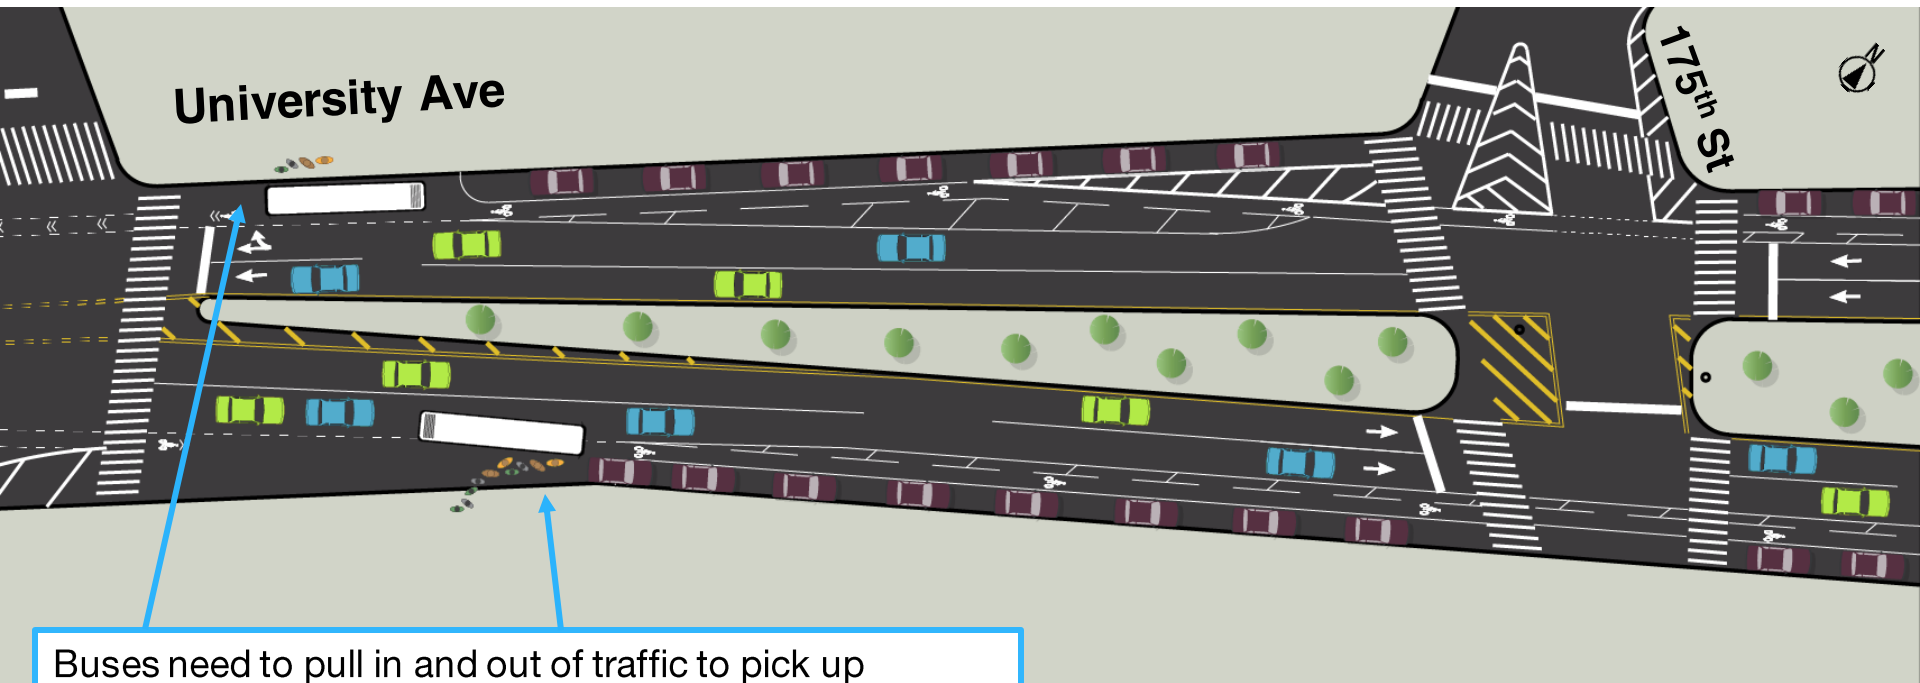 University Ave
175th St
N
Buses need to pull in and out of traffic to pick up